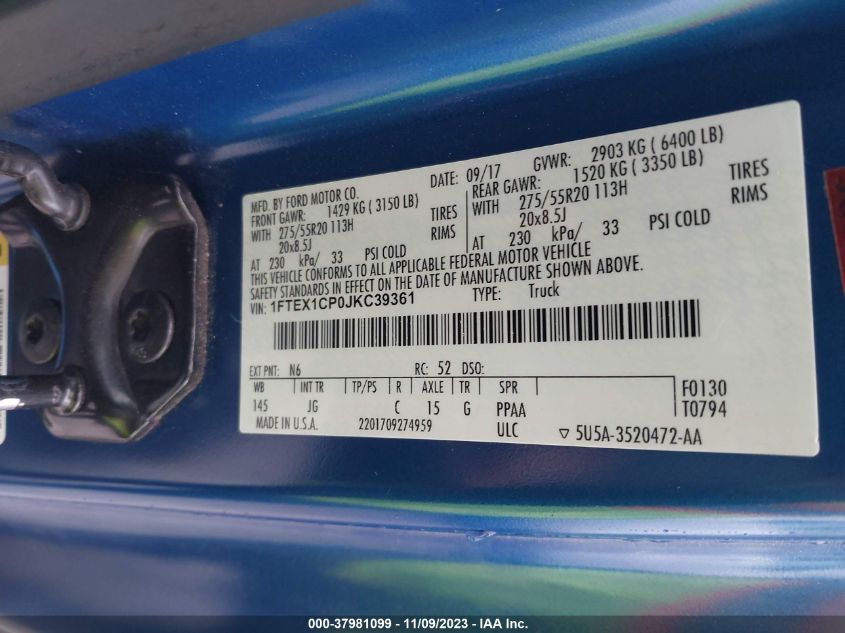 MFD. BY FORD MOTOR CO. DATE: 09/17 GVWR: 2903 KG ( 6400 LB)
FRONT GAWR: 1429 KG ( 3150 LB) REAR GAWR: 1520 KG ( 3350 LB)
WITH 275/55R20 113H TIRES WITH 275/55R20 113H TIRES
20x8.5J RIMS 20x8.5J RIMS
AT 230 kPa/ 33 PSI COLD AT 230 kPa/ 33 PSI COLD
THIS VEHICLE CONFORMS TO ALL APPLICABLE FEDERAL MOTOR VEHICLE
SAFETY STANDARDS IN EFFECT ON THE DATE OF MANUFACTURE SHOWN ABOVE.
VIN: 1FTEX1CP0JKC39361 TYPE: Truck
EXT PNT: N6 RC: 52 DSO:
WB INT TR TP/PS R AXLE TR SPR F0130
145 JG C 15 G PPAA T0794
MADE IN U.S.A. 2201709274959 ULC ▽ 5U5A-3520472-AA
000-37981099 - 11/09/2023 - IAA Inc.